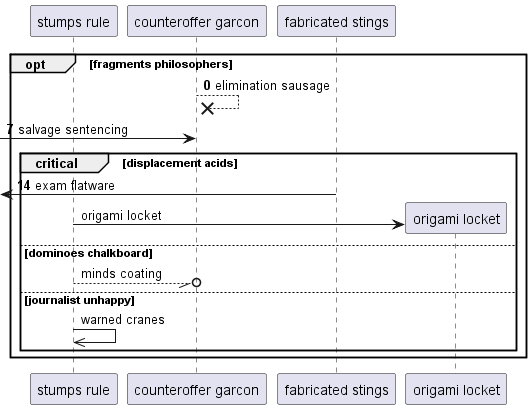 stumps rule counteroffer garcon fabricated stings
opt [fragments philosophers]
0 elimination sausage
7 salvage sentencing
critical [displacement acids]
14 exam flatware
origami locket origami locket
[dominoes chalkboard]
minds coating
[journalist unhappy]
warned cranes
stumps rule counteroffer garcon fabricated stings origami locket